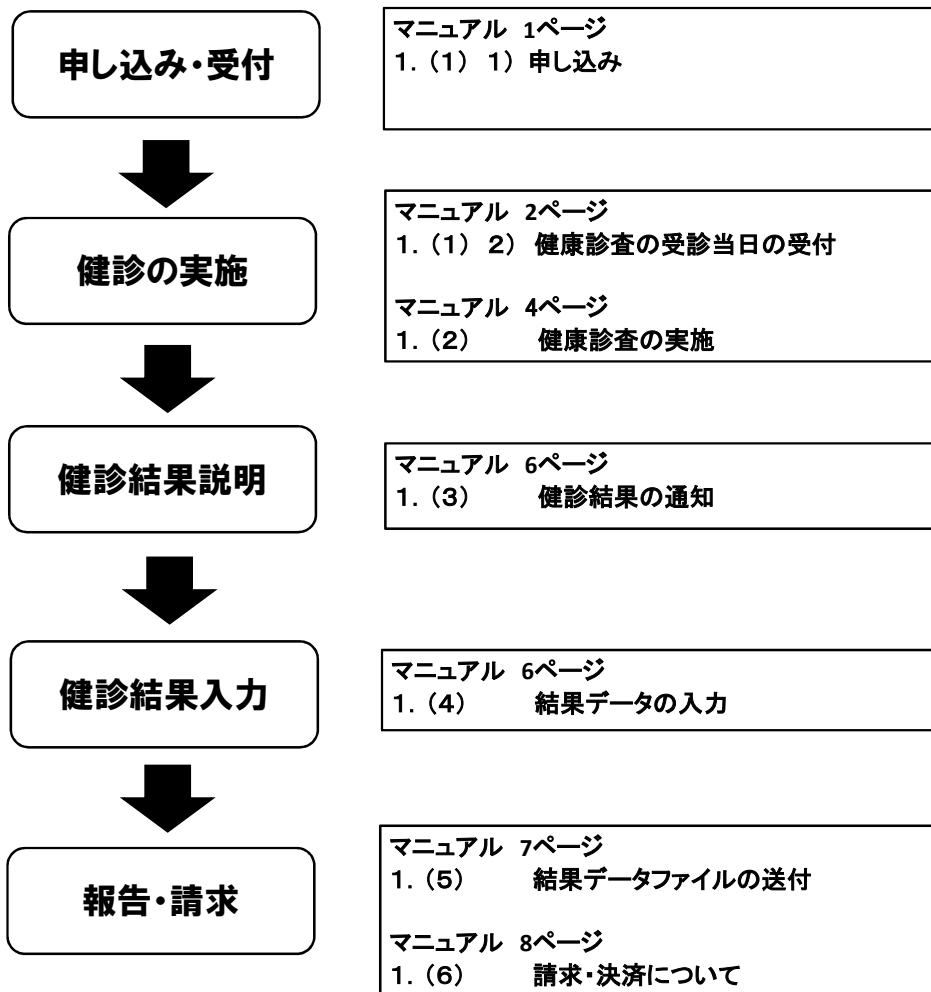 申し込み・受付
マニュアル 1ページ
1.（1） 1）申し込み
健診の実施
マニュアル 2ページ
1.（1） 2） 健康診査の受診当日の受付
マニュアル 4ページ
1.（2） 健康診査の実施
健診結果説明
マニュアル 6ページ
1.（3） 健診結果の通知
健診結果入力
マニュアル 6ページ
1.（4） 結果データの入力
報告・請求
マニュアル 7ページ
1.（5） 結果データファイルの送付
マニュアル 8ページ
1.（6） 請求・決済について